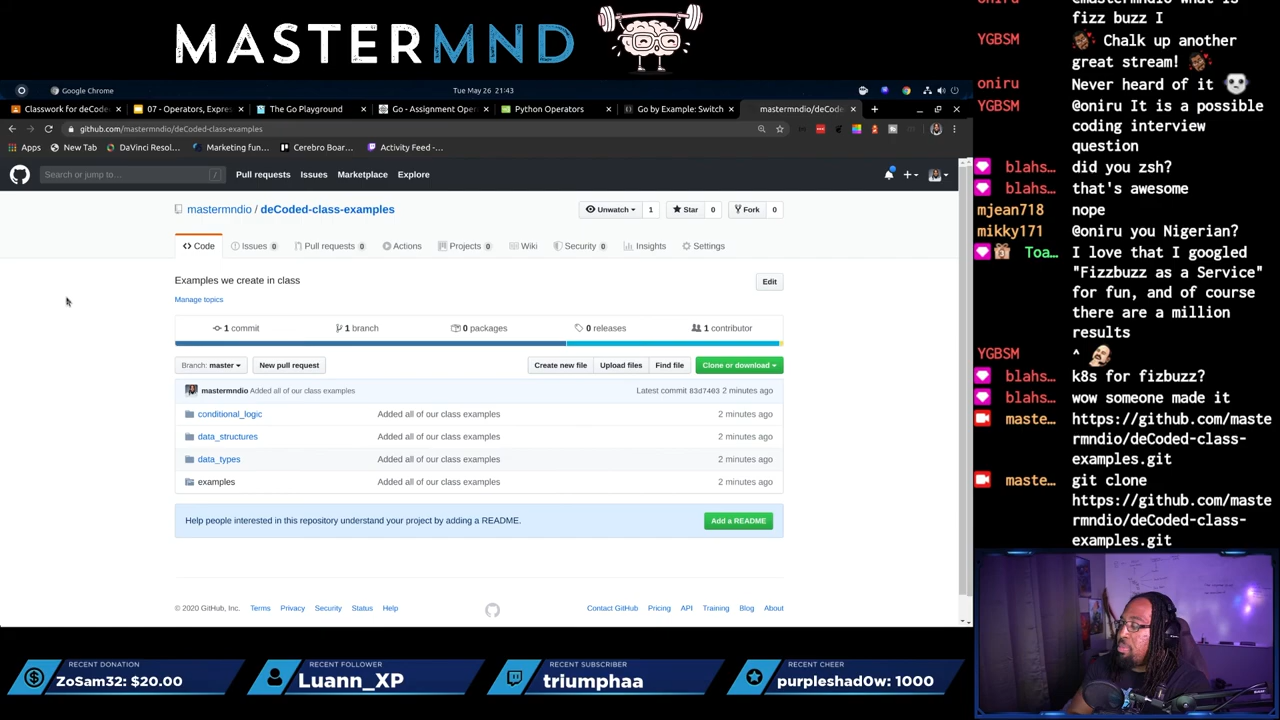 MASTERMND
Google Chrome
Tue May 26 21:43
Classwork for deCode
07 - Operators, Expres
The Go Playground
Go - Assignment Oper
Python Operators
Go by Example: Switch
mastermndio/deCode
github.com/mastermndio/deCoded-class-examples
Apps
New Tab
DaVinci Resol...
Marketing fun...
Cerebro Boar...
Activity Feed -...
Search or jump to...
/
Pull requests
Issues
Marketplace
Explore
mastermndio / deCoded-class-examples
Unwatch 1
Star 0
Fork 0
Code
Issues 0
Pull requests 0
Actions
Projects 0
Wiki
Security 0
Insights
Settings
Examples we create in class
Edit
Manage topics
1 commit
1 branch
0 packages
0 releases
1 contributor
Branch: master
New pull request
Create new file
Upload files
Find file
Clone or download
mastermndio Added all of our class examples
Latest commit 83d7403 2 minutes ago
conditional_logic Added all of our class examples 2 minutes ago
data_structures Added all of our class examples 2 minutes ago
data_types Added all of our class examples 2 minutes ago
examples Added all of our class examples 2 minutes ago
Help people interested in this repository understand your project by adding a README.
Add a README
© 2020 GitHub, Inc.
Terms
Privacy
Security
Status
Help
Contact GitHub
Pricing
API
Training
Blog
About
oniru @mastermnd what is
fizz buzz I
YGBSM Chalk up another
great stream!
oniru Never heard of it
YGBSM @oniru It is a possible
coding interview
question
blahs… did you zsh?
blahs… that's awesome
mjean718 nope
mikky171 @oniru you Nigerian?
Toa… I love that I googled
"Fizzbuzz as a Service"
for fun, and of course
there are a million
results
YGBSM ^
blahs… k8s for fizbuzz?
blahs… wow someone made it
maste… https://github.com/maste
rmndio/deCoded-class-
examples.git
maste… git clone
https://github.com/maste
rmndio/deCoded-class-
examples.git
RECENT DONATION
ZoSam32: $20.00
RECENT FOLLOWER
Luann_XP
RECENT SUBSCRIBER
triumphaa
RECENT CHEER
purpleshad0w: 1000